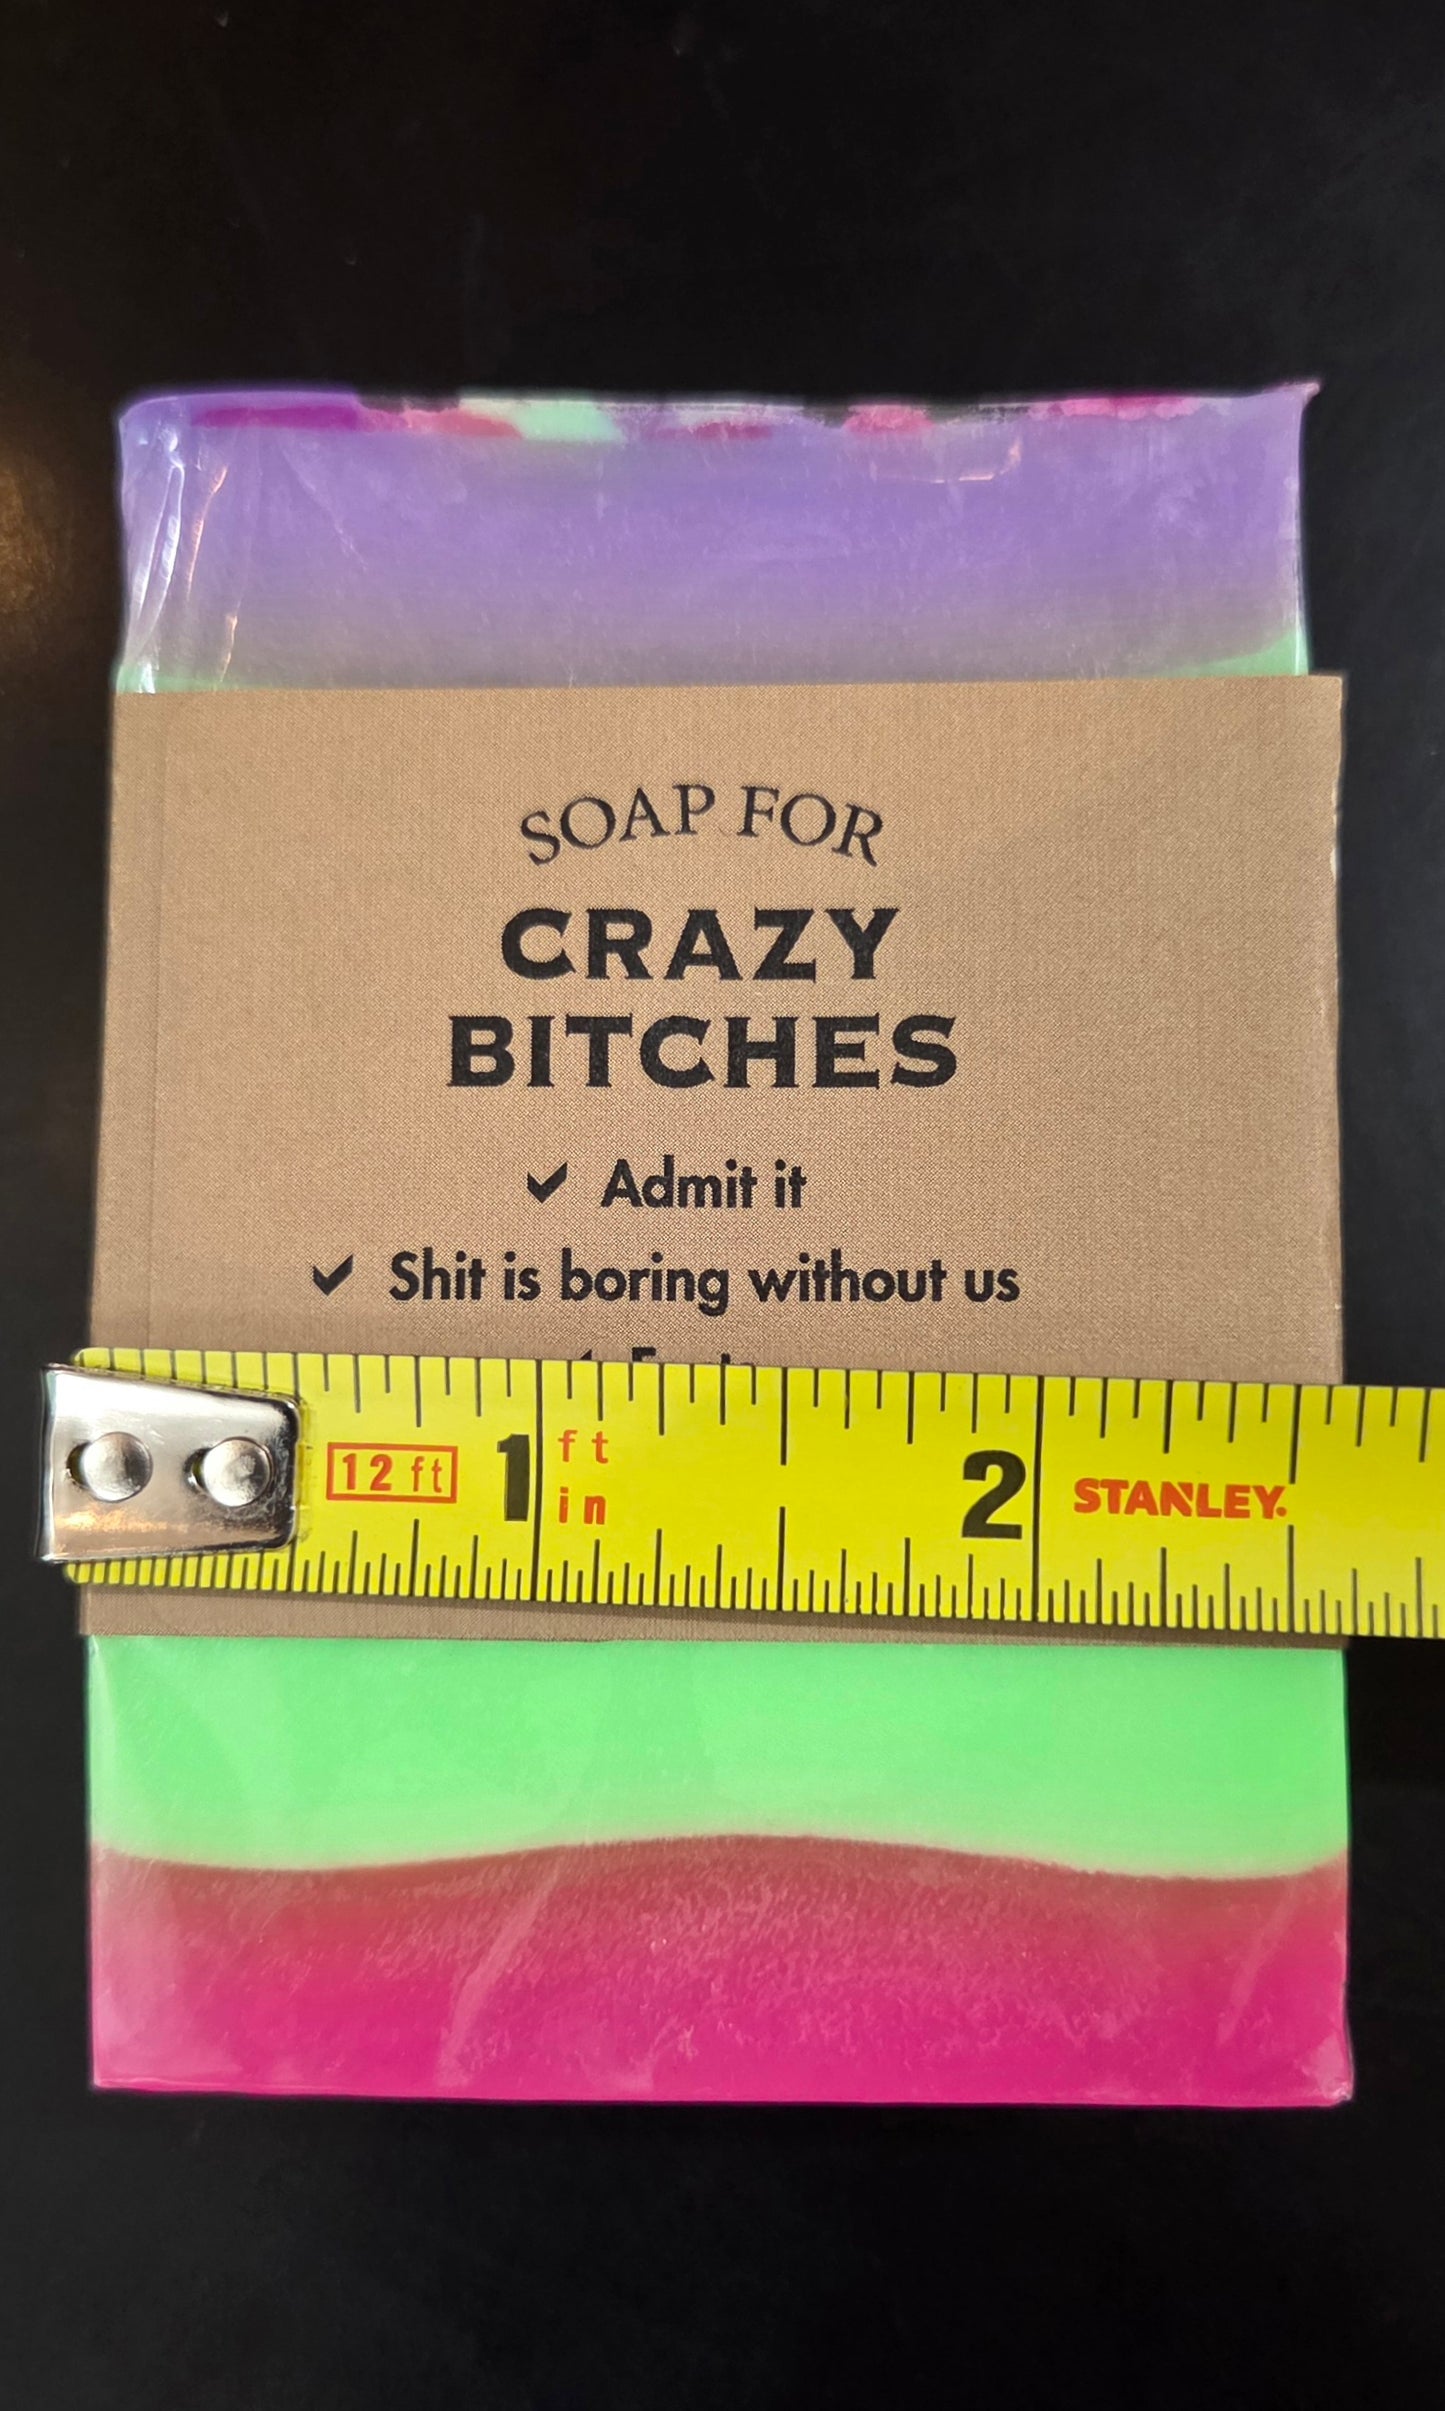 SOAP FOR
CRAZY
BITCHES
✓ Admit it
✓ Shit is boring without us
12 ft 1 ft 2 STANLEY.
in